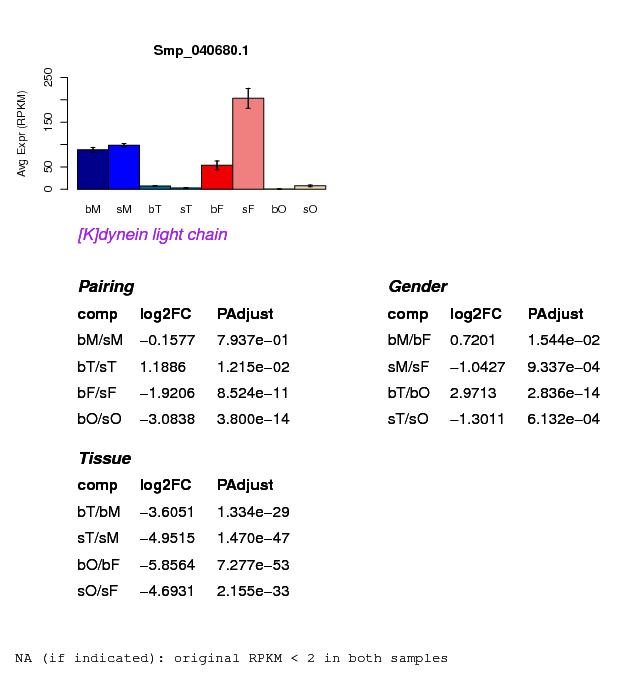 Smp_040680.1
Avg Expr (RPKM)
0 50 150 250
bM sM bT sT bF sF bO sO
[K]dynein light chain
Pairing
comp log2FC PAdjust
bM/sM −0.1577 7.937e−01
bT/sT 1.1886 1.215e−02
bF/sF −1.9206 8.524e−11
bO/sO −3.0838 3.800e−14
Gender
comp log2FC PAdjust
bM/bF 0.7201 1.544e−02
sM/sF −1.0427 9.337e−04
bT/bO 2.9713 2.836e−14
sT/sO −1.3011 6.132e−04
Tissue
comp log2FC PAdjust
bT/bM −3.6051 1.334e−29
sT/sM −4.9515 1.470e−47
bO/bF −5.8564 7.277e−53
sO/sF −4.6931 2.155e−33
NA (if indicated): original RPKM < 2 in both samples